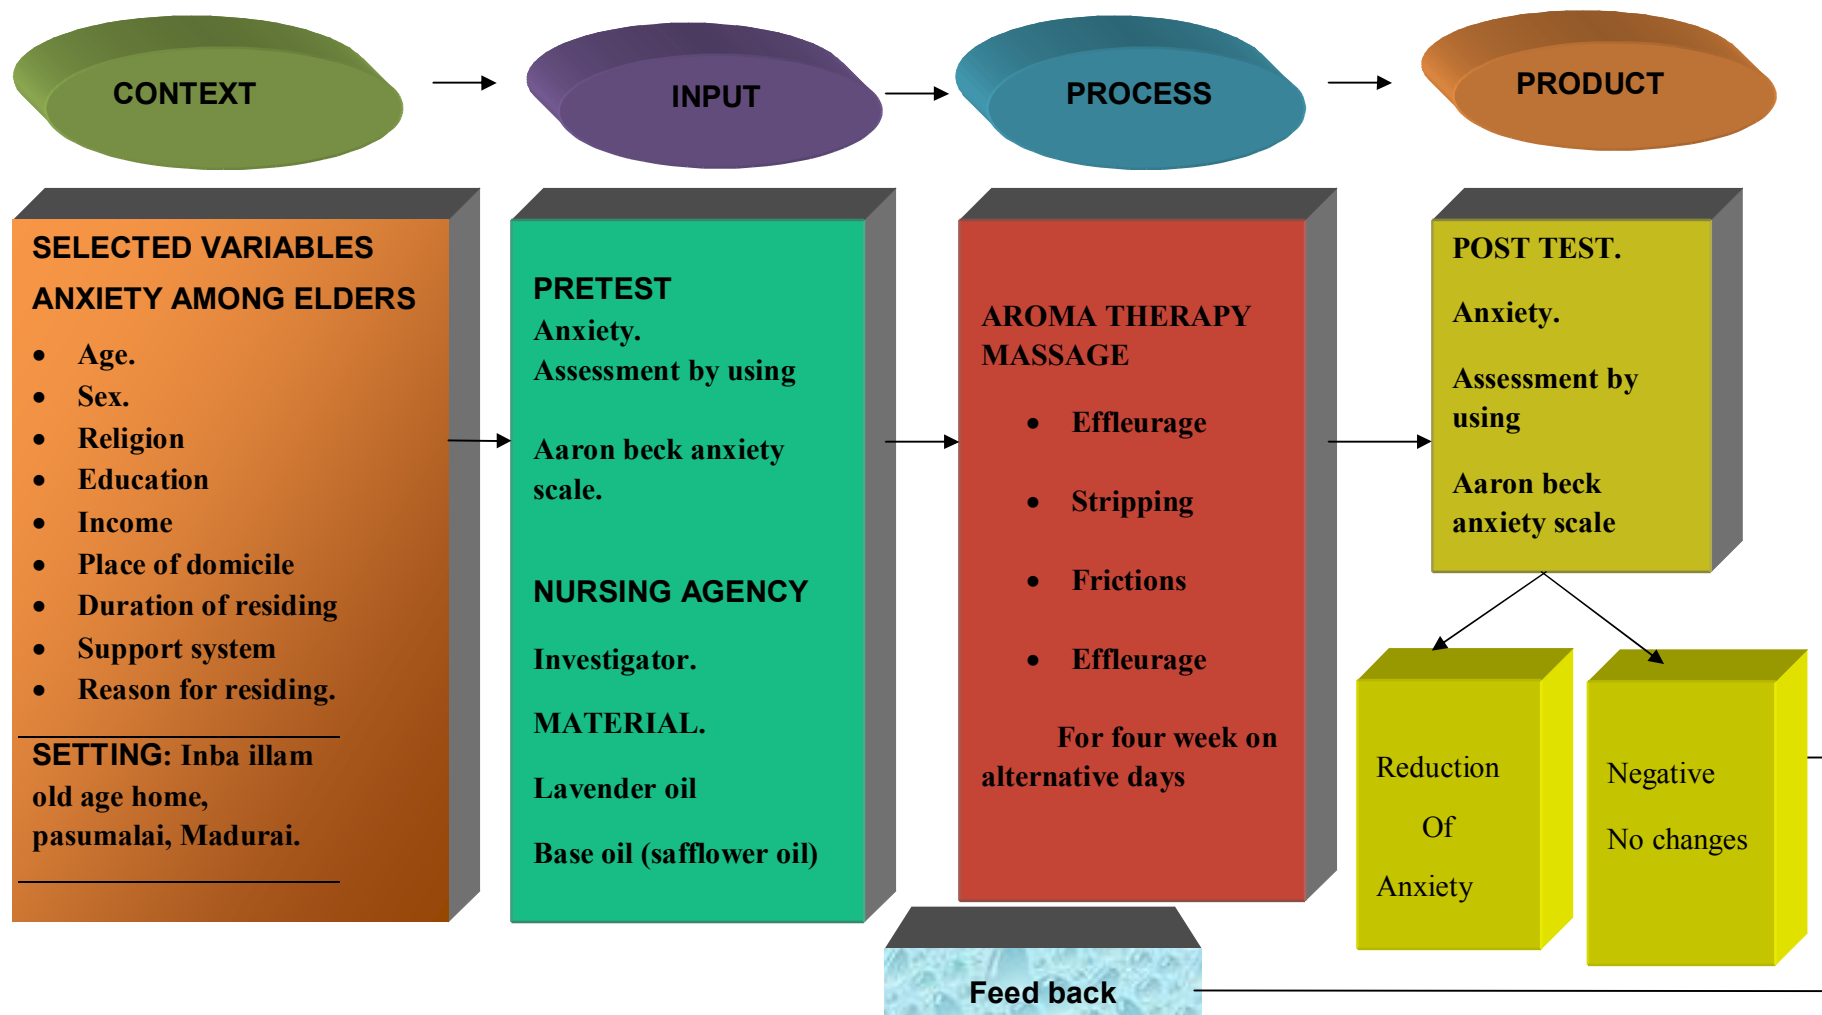 CONTEXT
INPUT
PROCESS
PRODUCT
SELECTED VARIABLES
ANXIETY AMONG ELDERS
• Age.
• Sex.
• Religion
• Education
• Income
• Place of domicile
• Duration of residing
• Support system
• Reason for residing.
SETTING: Inba illam
old age home,
pasumalai, Madurai.
PRETEST
Anxiety.
Assessment by using
Aaron beck anxiety
scale.
NURSING AGENCY
Investigator.
MATERIAL.
Lavender oil
Base oil (safflower oil)
AROMA THERAPY
MASSAGE
• Effleurage
• Stripping
• Frictions
• Effleurage
For four week on
alternative days
POST TEST.
Anxiety.
Assessment by
using
Aaron beck
anxiety scale
Reduction
Of
Anxiety
Negative
No changes
Feed back